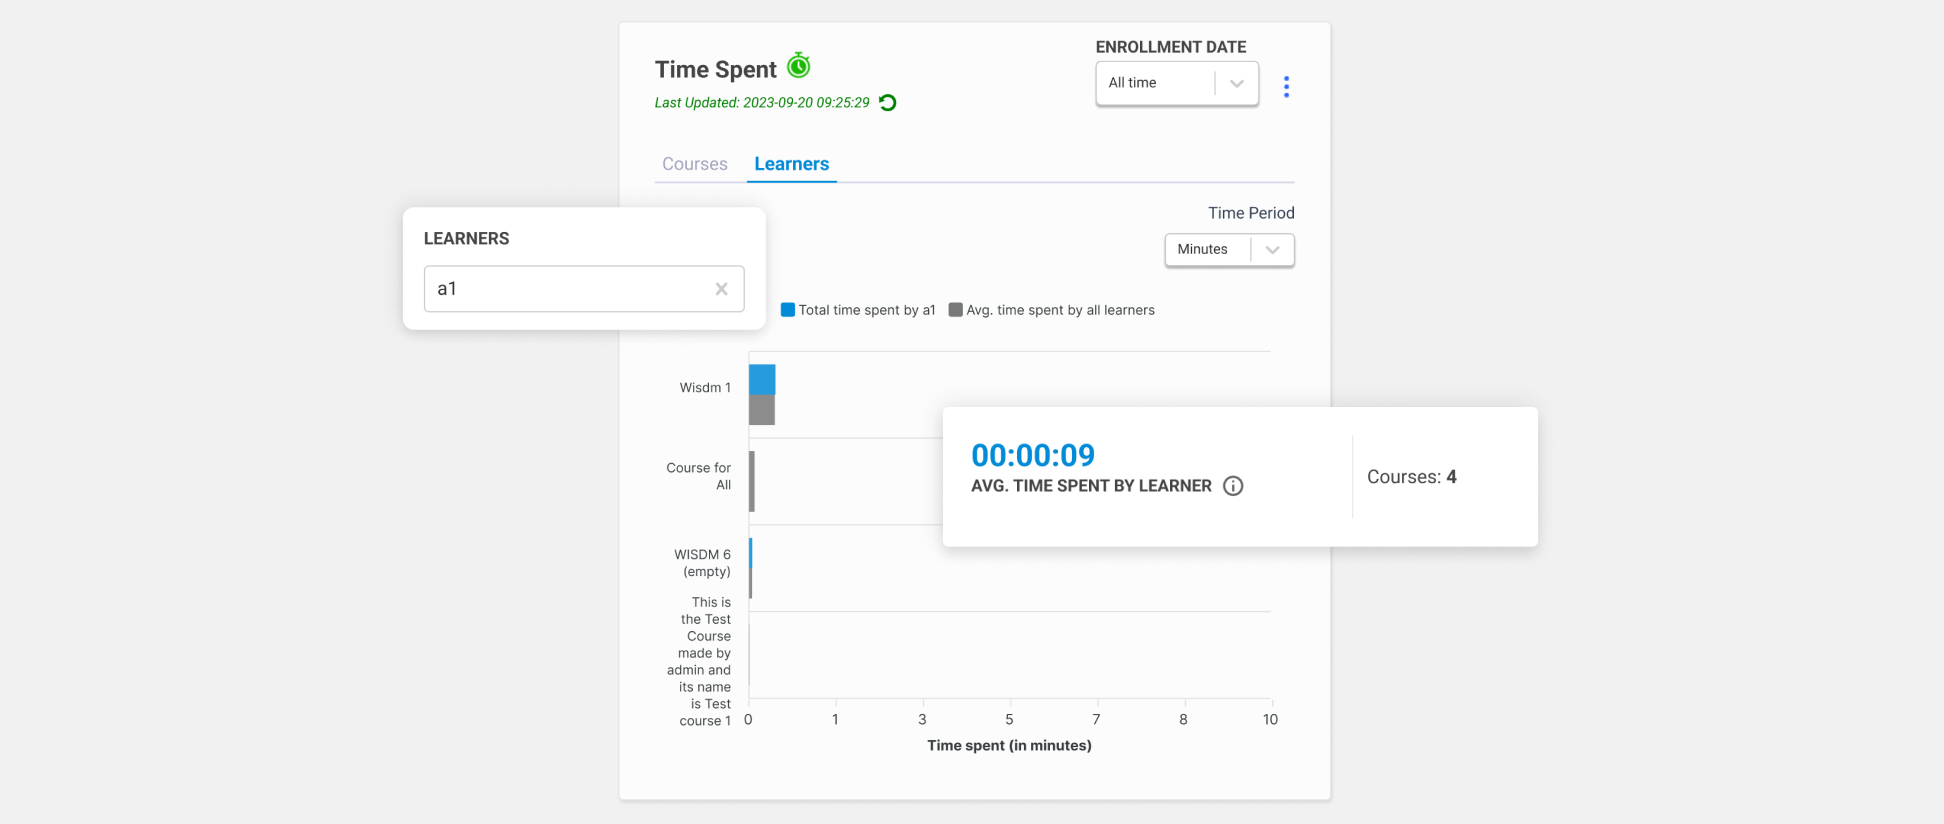 Time Spent
Last Updated: 2023-09-20 09:25:29
ENROLLMENT DATE
All time
Courses
Learners
LEARNERS
a1
Time Period
Minutes
Total time spent by a1
Avg. time spent by all learners
Wisdm 1
Course for
All
WISDM 6
(empty)
This is
the Test
Course
made by
admin and
its name
is Test
course 1
00:00:09
AVG. TIME SPENT BY LEARNER
Courses: 4
0 1 3 5 7 8 10
Time spent (in minutes)